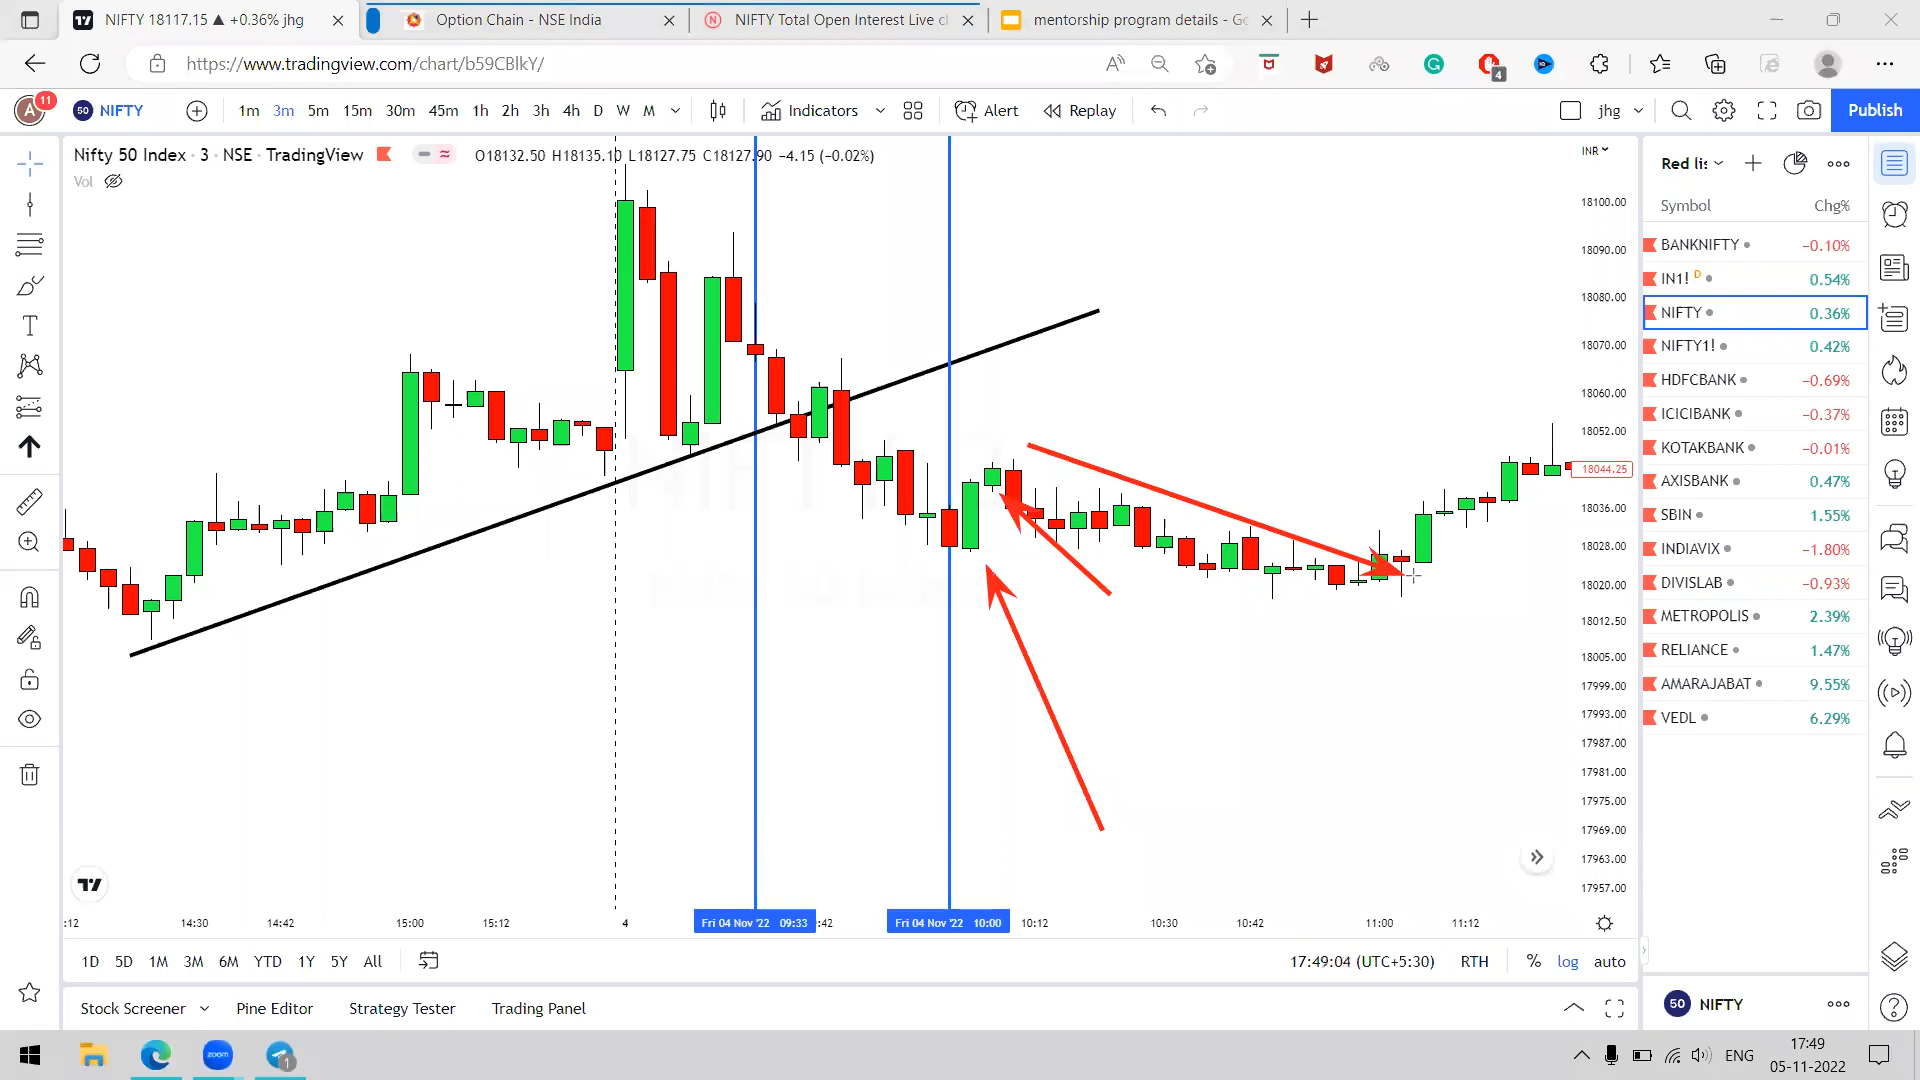 NIFTY 18117.15 ▲ +0.36% jhg
Option Chain - NSE India
NIFTY Total Open Interest Live c
mentorship program details - G
https://www.tradingview.com/chart/b59CBlkY/
4
A 11
50 NIFTY
1m 3m 5m 15m 30m 45m 1h 2h 3h 4h D W M
Indicators
Alert
Replay
jhg
Publish
Nifty 50 Index · 3 · NSE · TradingView
O18132.50 H18135.10 L18127.75 C18127.90 −4.15 (−0.02%)
Vol
INR
18100.00
18090.00
18080.00
18070.00
18060.00
18052.00
18044.25
18036.00
18028.00
18020.00
18012.50
18005.00
17999.00
17993.00
17987.00
17981.00
17975.00
17969.00
17963.00
17957.00
:12 14:30 14:42 15:00 15:12 4 Fri 04 Nov '22 09:33 :42 Fri 04 Nov '22 10:00 10:12 10:30 10:42 11:00 11:12
1D 5D 1M 3M 6M YTD 1Y 5Y All
17:49:04 (UTC+5:30) RTH % log auto
Stock Screener Pine Editor Strategy Tester Trading Panel
Red lis
Symbol Chg%
BANKNIFTY −0.10%
IN1! D 0.54%
NIFTY 0.36%
NIFTY1! 0.42%
HDFCBANK −0.69%
ICICIBANK −0.37%
KOTAKBANK −0.01%
AXISBANK 0.47%
SBIN 1.55%
INDIAVIX −1.80%
DIVISLAB −0.93%
METROPOLIS 2.39%
RELIANCE 1.47%
AMARAJABAT 9.55%
VEDL 6.29%
50 NIFTY
zoom
1
ENG
17:49
05-11-2022